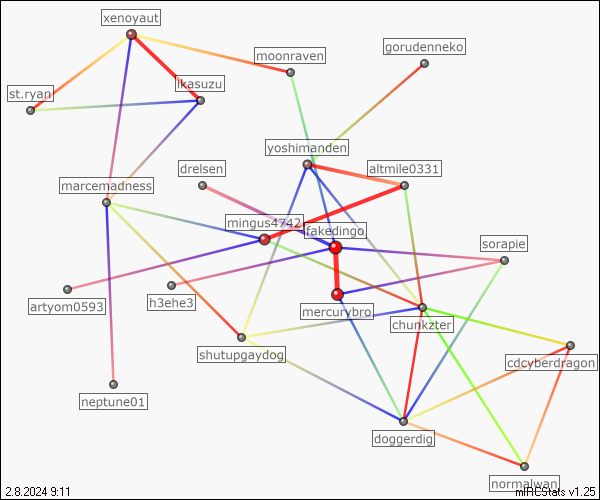 xenoyaut
gorudenneko
moonraven
ikasuzu
st.ryan
yoshimanden
drelsen
altmile0331
marcemadness
mingus4742
fakedingo
sorapie
artyom0593
h3ehe3
mercurybro
chunkzter
shutupgaydog
cdcyberdragon
neptune01
doggerdig
normalwan
2.8.2024 9:11
mIRCStats v1.25